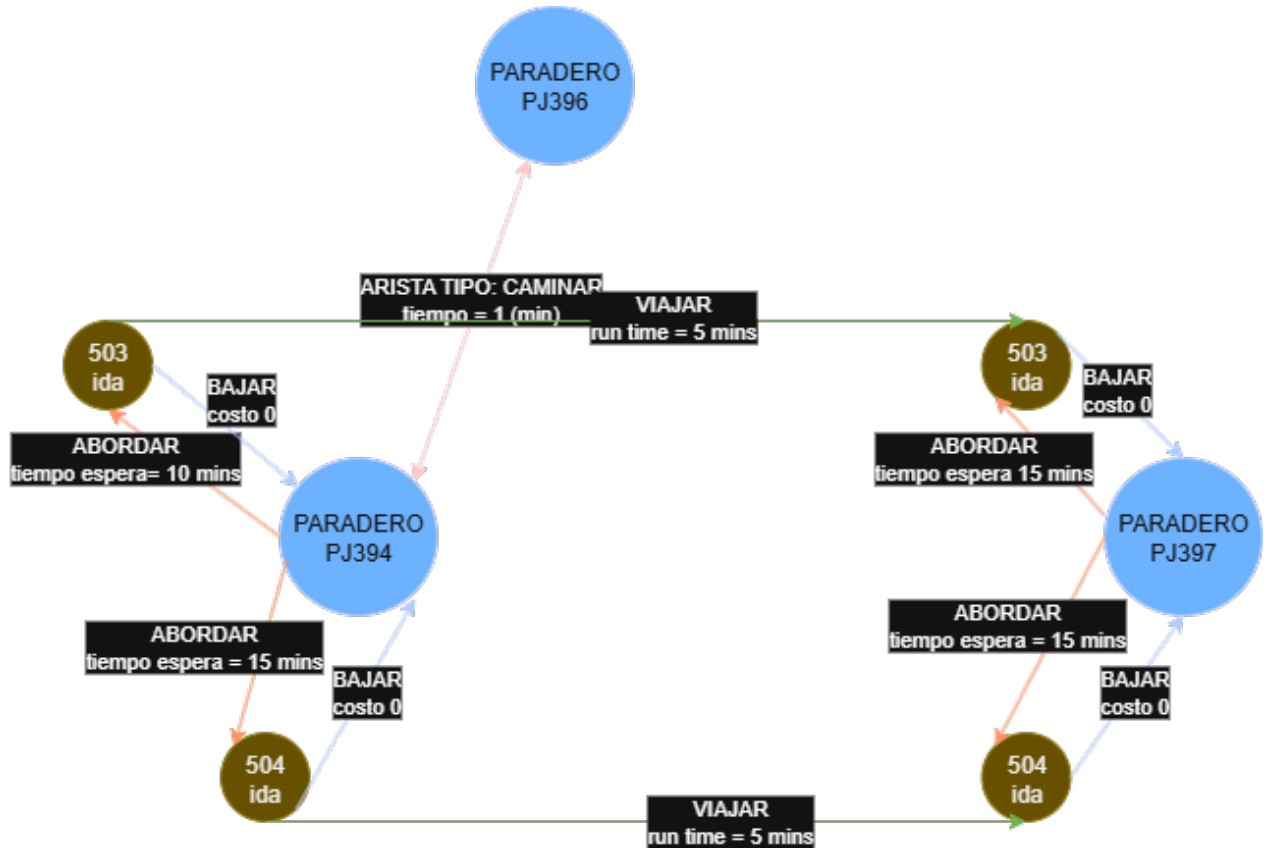 PARADERO
PJ396
ARISTA TIPO: CAMINAR
tiempo = 1 (min)
VIAJAR
run time = 5 mins
503
ida
503
ida
BAJAR
costo 0
BAJAR
costo 0
ABORDAR
tiempo espera= 10 mins
ABORDAR
tiempo espera 15 mins
PARADERO
PJ394
PARADERO
PJ397
ABORDAR
tiempo espera = 15 mins
ABORDAR
tiempo espera = 15 mins
BAJAR
costo 0
BAJAR
costo 0
504
ida
504
ida
VIAJAR
run time = 5 mins